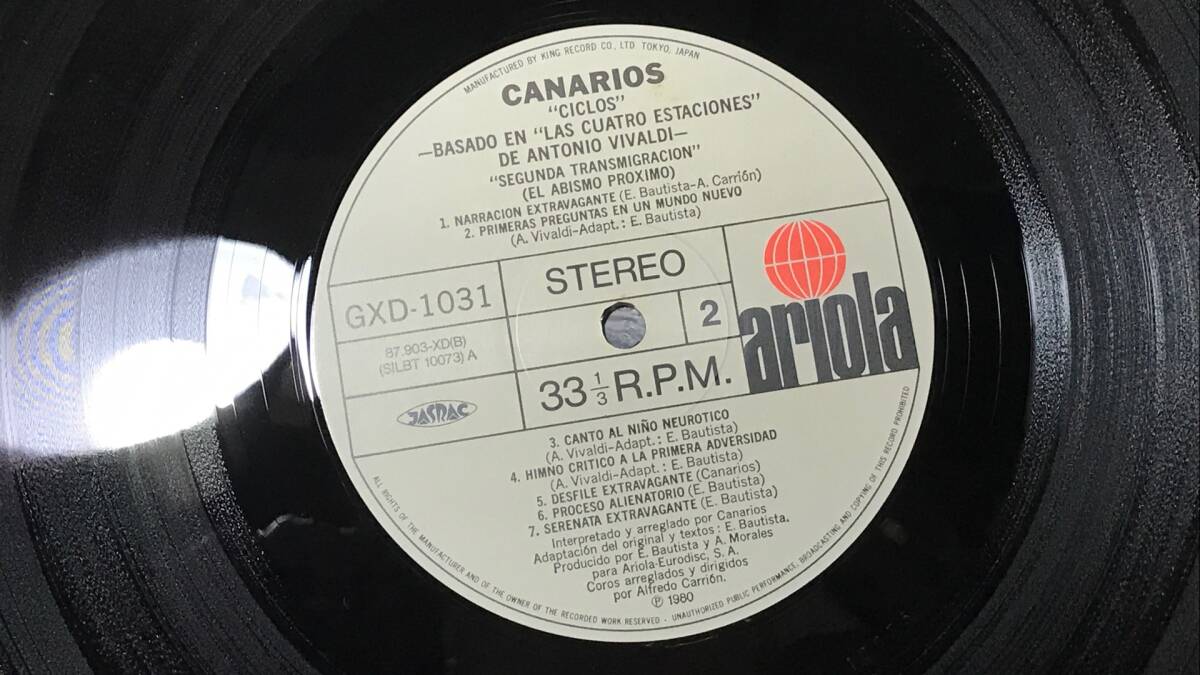 MANUFACTURED BY KING RECORD CO., LTD TOKYO, JAPAN
CANARIOS
"CICLOS"
—BASADO EN "LAS CUATRO ESTACIONES"
DE ANTONIO VIVALDI—
"SEGUNDA TRANSMIGRACION"
(EL ABISMO PROXIMO)
1. NARRACION EXTRAVAGANTE (E. Bautista-A. Carrión)
2. PRIMERAS PREGUNTAS EN UN MUNDO NUEVO
(A. Vivaldi-Adapt.: E. Bautista)
GXD-1031
STEREO
87.903-XD(B)
(SILBT 10073) A
2
ariola
JASRAC
33 1/3 R.P.M.
3. CANTO AL NIÑO NEUROTICO
(A. Vivaldi-Adapt.: E. Bautista)
4. HIMNO CRITICO A LA PRIMERA ADVERSIDAD
(A. Vivaldi-Adapt.: E. Bautista)
5. DESFILE EXTRAVAGANTE (Canarios)
6. PROCESO ALIENATORIO (E. Bautista)
7. SERENATA EXTRAVAGANTE (E. Bautista)
Interpretado y arreglado por Canarios
Adaptación del original y textos : E. Bautista.
Producido por E. Bautista y A. Morales
para Ariola-Eurodisc, S. A.
Coros arreglados y dirigidos
por Alfredo Carrión.
Ⓟ 1980
ALL RIGHTS OF THE MANUFACTURER AND OF THE OWNER OF THE RECORDED WORK RESERVED - UNAUTHORIZED PUBLIC PERFORMANCE, BROADCASTING AND COPYING OF THIS RECORD PROHIBITED